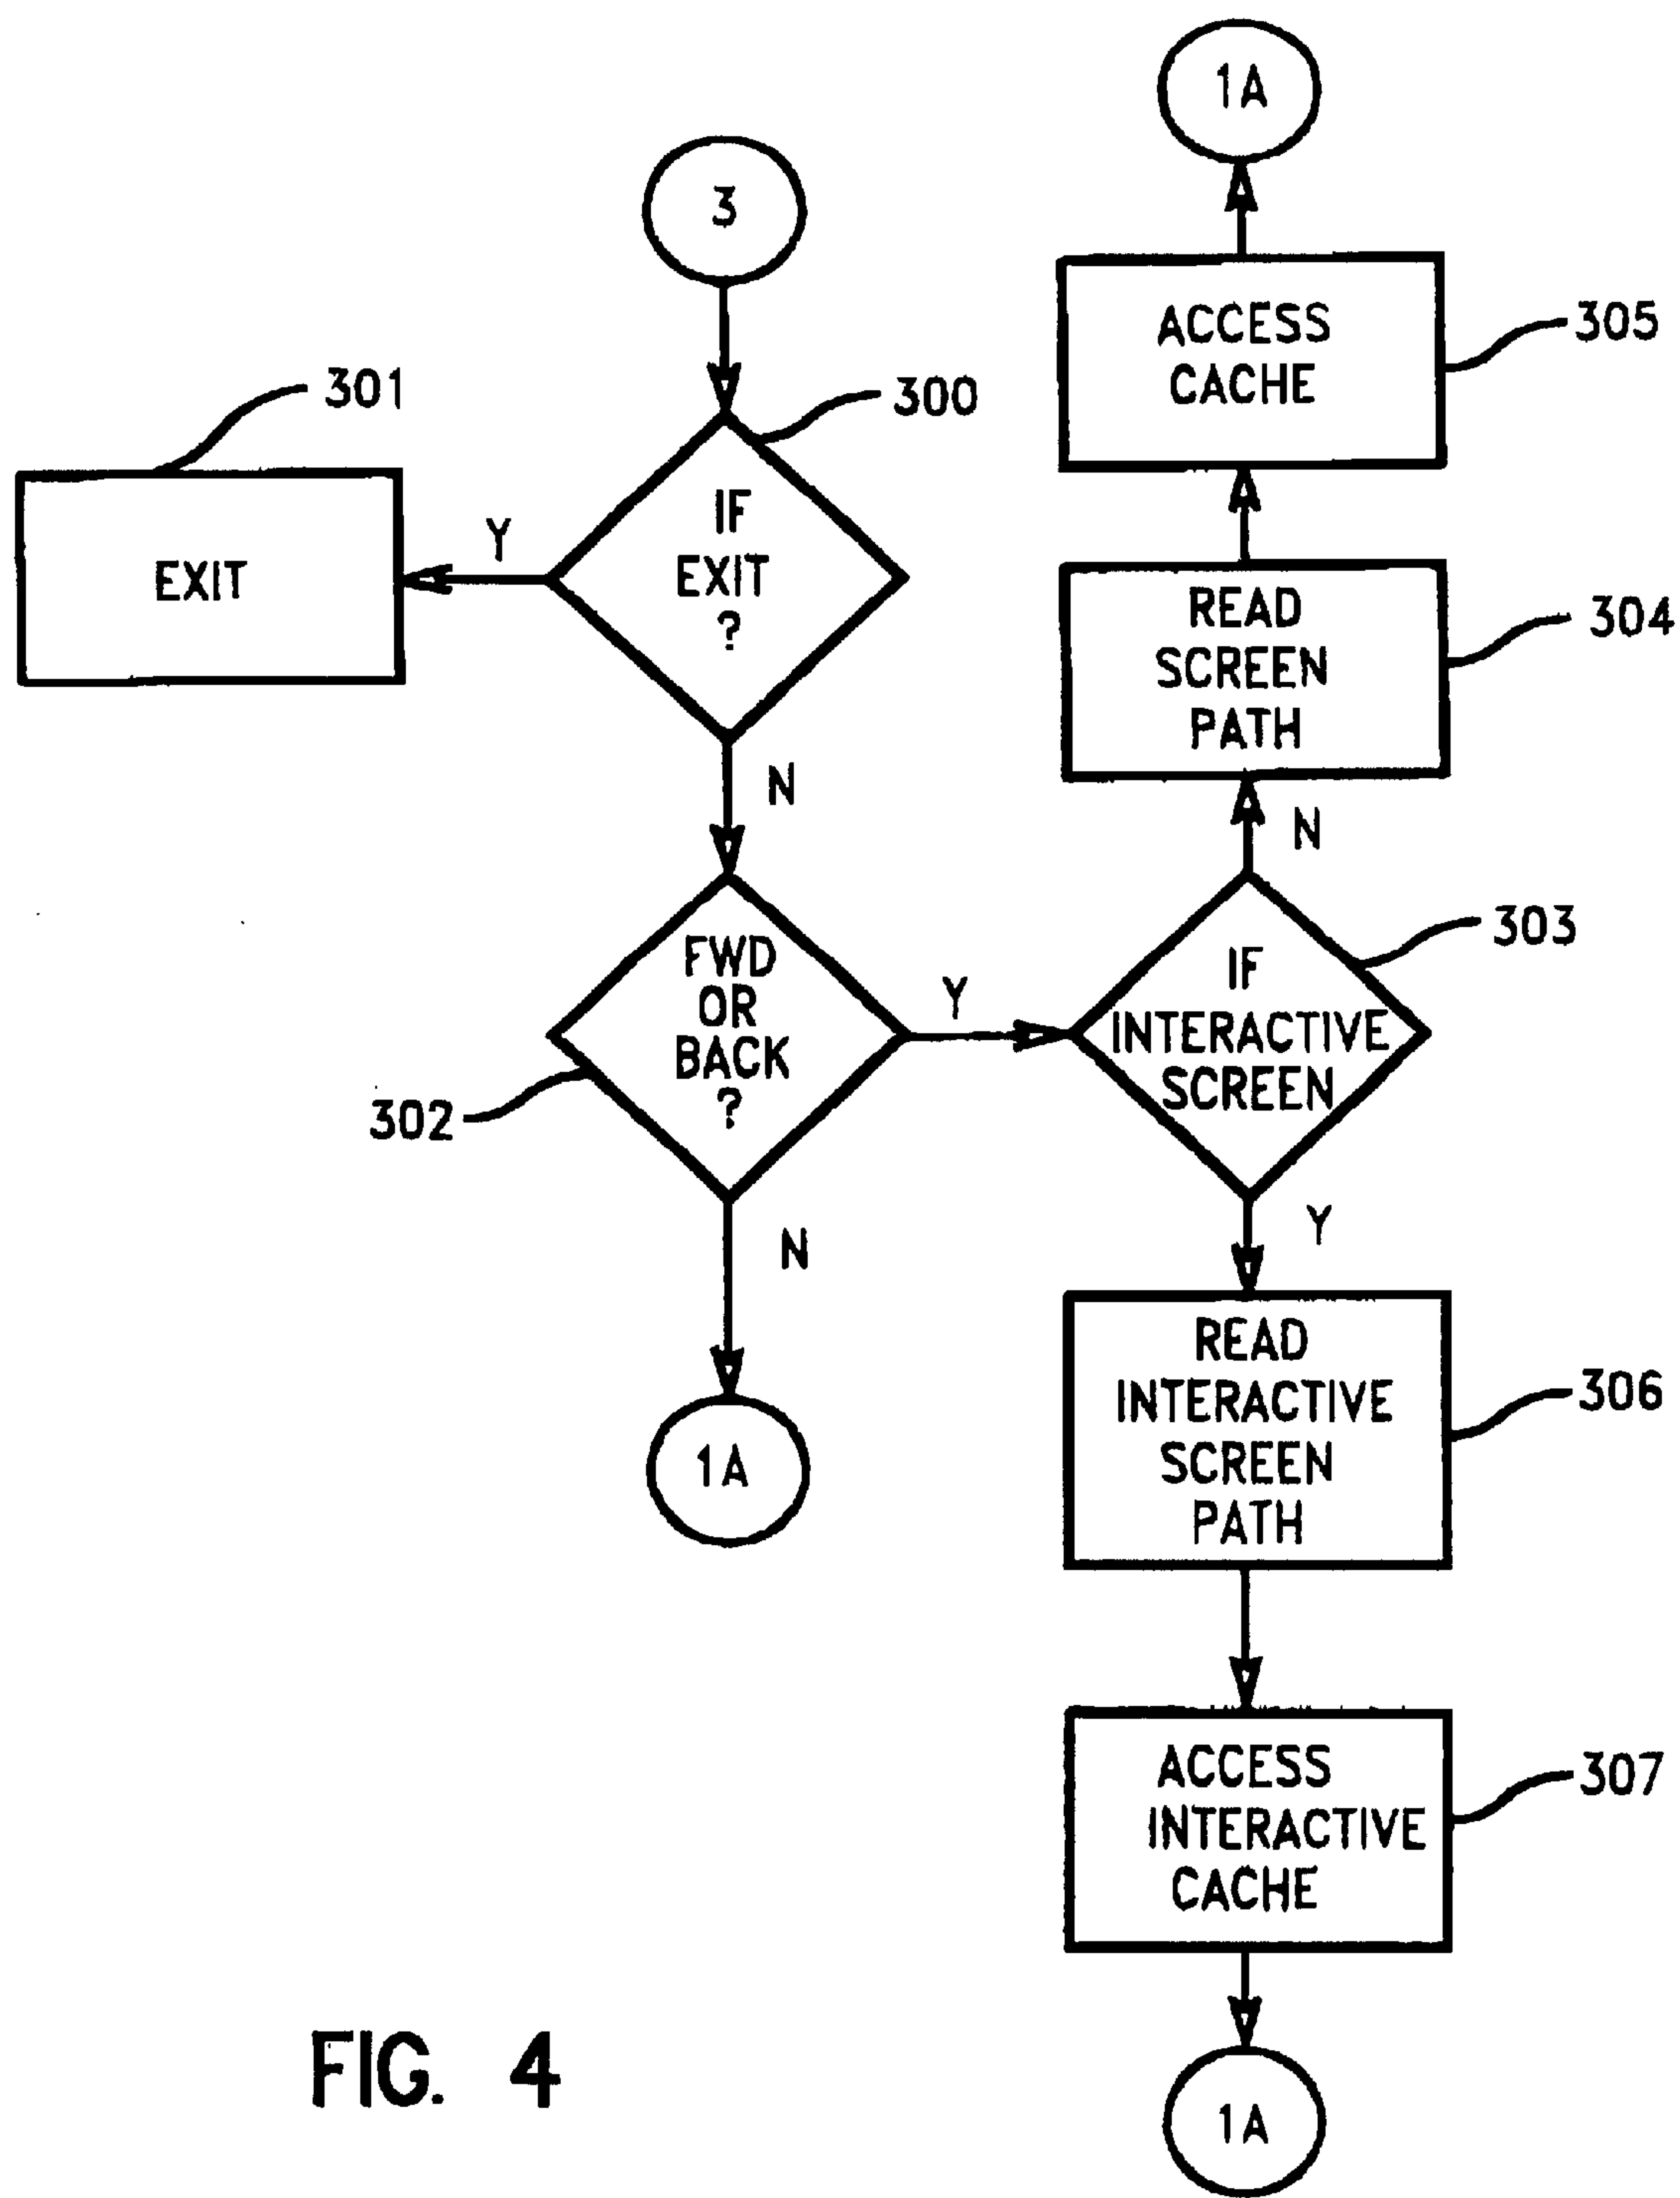 3
300
IF
EXIT
?
Y
301
EXIT
N
FWD
OR
BACK
?
302
N
1A
Y
303
IF
INTERACTIVE
SCREEN
N
READ
SCREEN
PATH
304
ACCESS
CACHE
305
1A
Y
READ
INTERACTIVE
SCREEN
PATH
306
ACCESS
INTERACTIVE
CACHE
307
1A
FIG. 4